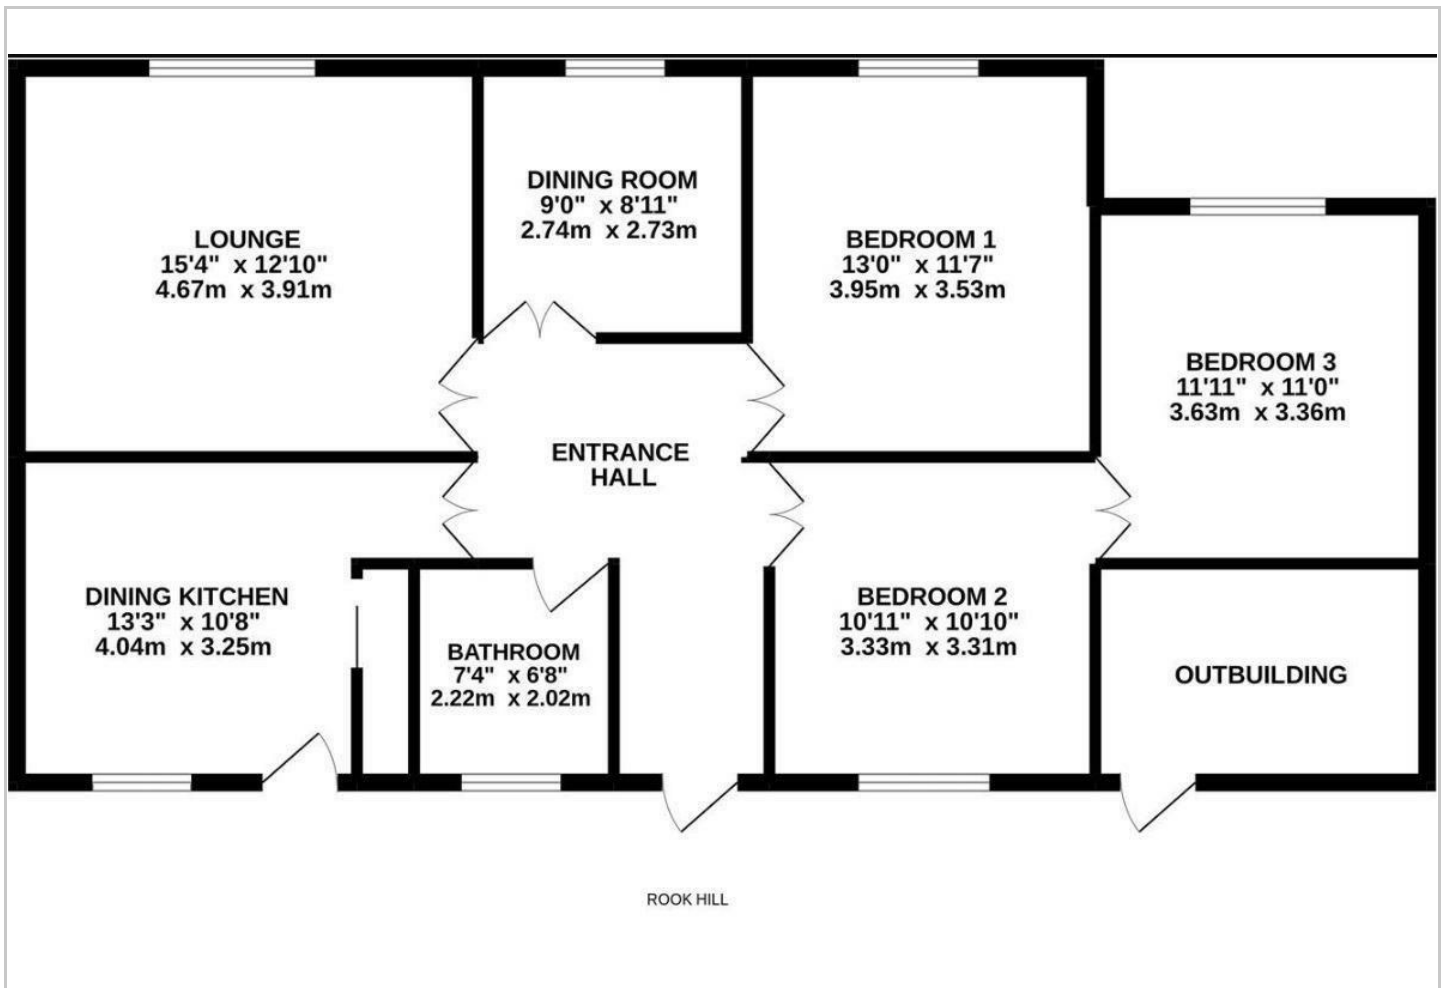 DINING ROOM
9'0" x 8'11"
2.74m x 2.73m
LOUNGE
15'4" x 12'10"
4.67m x 3.91m
BEDROOM 1
13'0" x 11'7"
3.95m x 3.53m
BEDROOM 3
11'11" x 11'0"
3.63m x 3.36m
ENTRANCE
HALL
DINING KITCHEN
13'3" x 10'8"
4.04m x 3.25m
BATHROOM
7'4" x 6'8"
2.22m x 2.02m
BEDROOM 2
10'11" x 10'10"
3.33m x 3.31m
OUTBUILDING
ROOK HILL